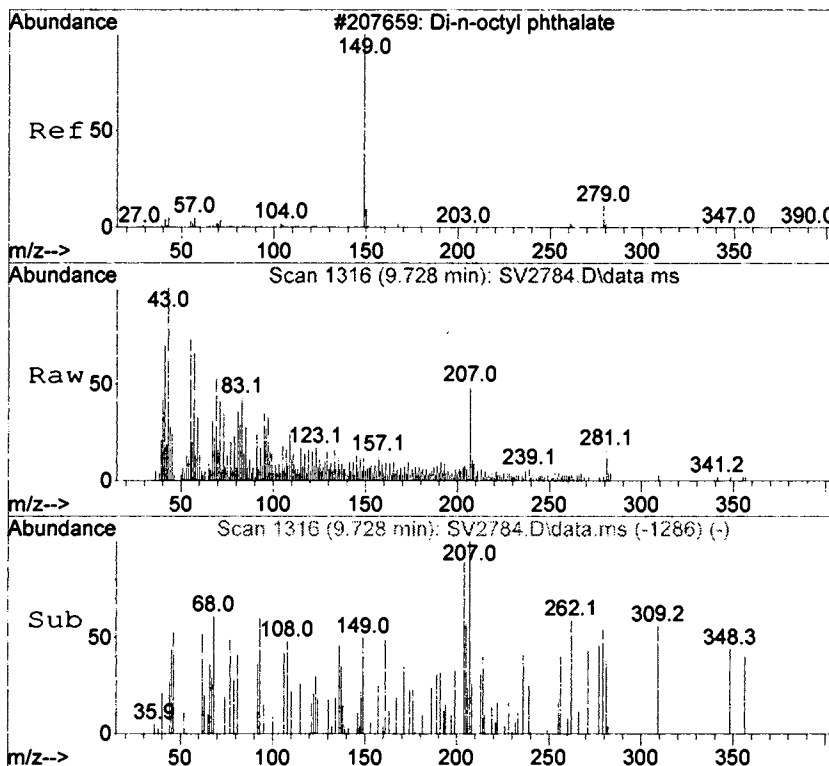 Abundance #207659: Di-n-octyl phthalate
149.0
Ref 50
27.0 57.0 104.0 203.0 279.0 347.0 390.0
0
m/z--> 50 100 150 200 250 300 350
Abundance Scan 1316 (9.728 min): SV2784.D\data.ms
43.0
Raw 50
83.1 207.0
123.1 157.1 239.1 281.1 341.2
0
m/z--> 50 100 150 200 250 300 350
Abundance Scan 1316 (9.728 min): SV2784.D\data.ms (-1286) (-)
207.0
Sub 50
68.0 108.0 149.0 262.1 309.2 348.3
35.9
0
m/z--> 50 100 150 200 250 300 350